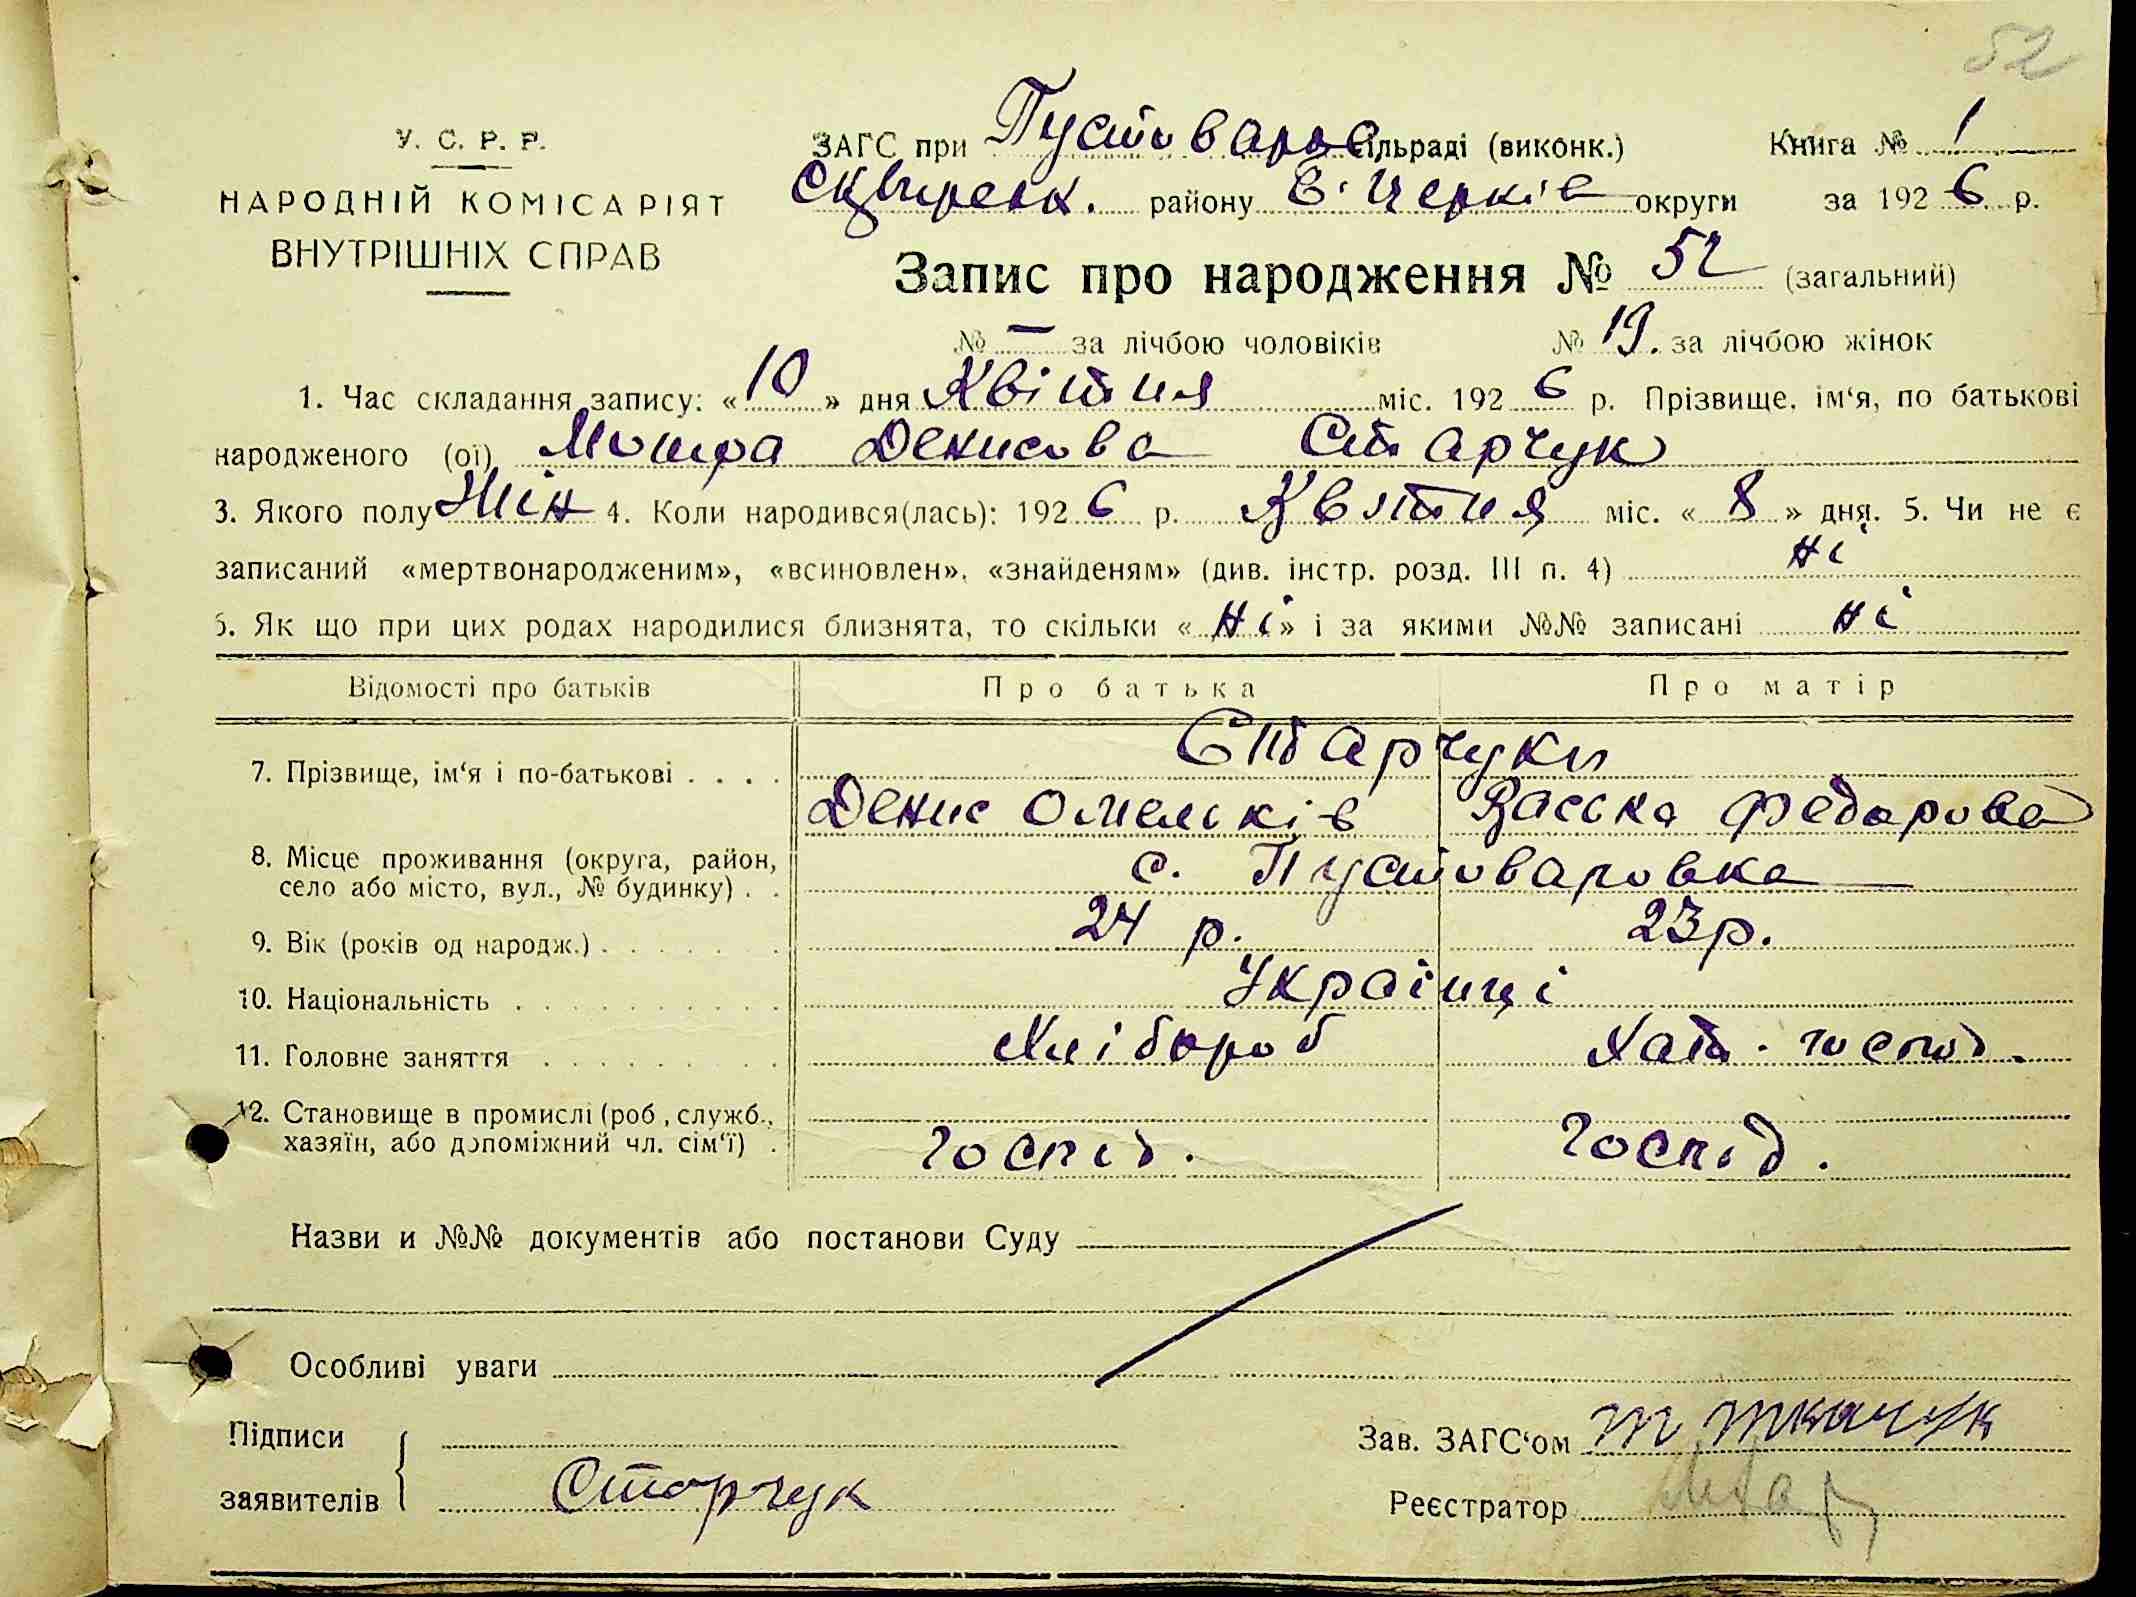 52
У. С. Р. Р.
НАРОДНІЙ КОМІСАРІЯТ
ВНУТРІШНІХ СПРАВ
ЗАГС при Пустоваров сільраді (виконк.) Книга № 1
Сквирськ. району Б. Церків округи за 1926 р.
Запис про народження № 52 (загальний)
№ — за лічбою чоловіків № 19. за лічбою жінок
1. Час складання запису: «10» дня Квітня міс. 1926 р. Прізвище, ім‘я, по батькові
народженого (ої) Мотра Денисова Старчук
3. Якого полу Жін 4. Коли народився(лась): 1926 р. Квітня міс. «8» дня. 5. Чи не є
записаний «мертвонародженим», «всиновлен», «знайденям» (див. інстр. розд. III п. 4) ні
6. Як що при цих родах народилися близнята, то скільки «ні» і за якими №№ записані ні
Відомості про батьків Про батька Про матір
Старчуки
7. Прізвище, ім‘я і по-батькові . . . .
Денис Омельків Васька Федорова
8. Місце проживання (округа, район,
село або місто, вул., № будинку) . . с. Пустоваровка
9. Вік (років од народж.) . . . . . . 24 р. 23 р.
10. Національність . . . . . . . . . Українці
11. Головне заняття . . . . . . . . . Хлібороб Хатн. господ.
12. Становище в промислі (роб., служб.,
хазяїн, або допоміжний чл. сім‘ї) . Госпід. Госпід.
Назви и №№ документів або постанови Суду
Особливі уваги
Підписи
заявителів Старчук
Зав. ЗАГС‘ом Т Ткачук
Реєстратор